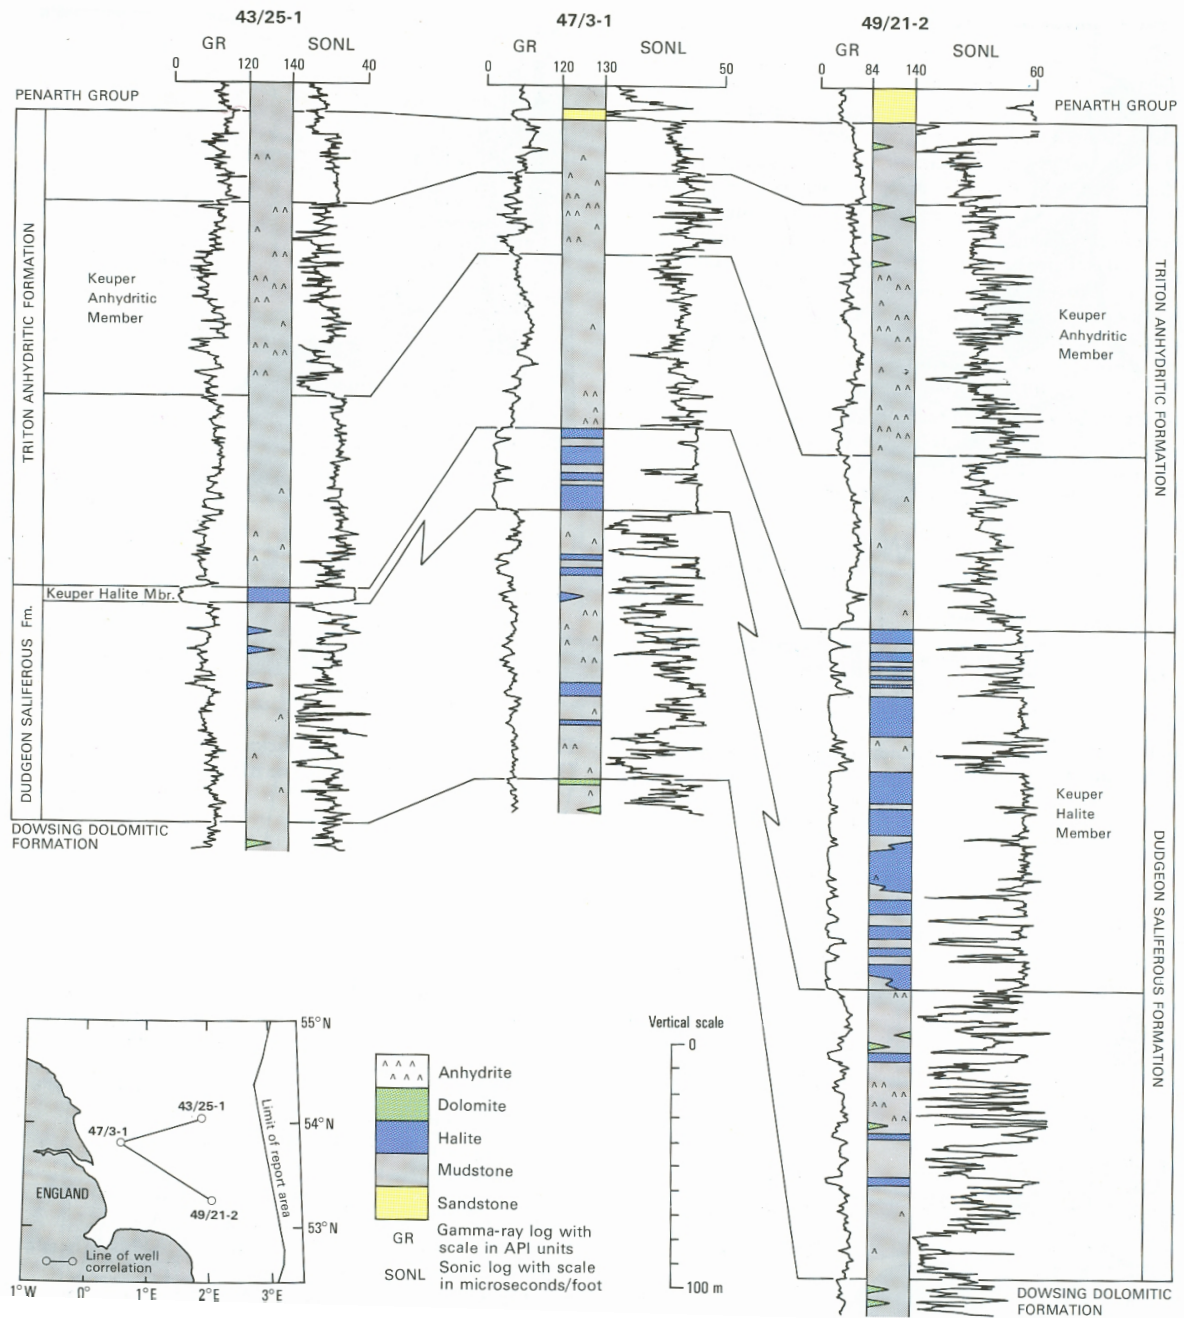 43/25-1
47/3-1
49/21-2
GR
SONL
GR
SONL
GR
SONL
0
120
140
40
0
120
130
50
0
84
140
60
PENARTH GROUP
PENARTH GROUP
TRITON ANHYDRITIC FORMATION
Keuper
Anhydritic
Member
Keuper Halite Mbr.
DUDGEON SALIFEROUS Fm.
DOWSING DOLOMITIC
FORMATION
TRITON ANHYDRITIC FORMATION
Keuper
Anhydritic
Member
Keuper
Halite
Member
DUDGEON SALIFEROUS FORMATION
DOWSING DOLOMITIC
FORMATION
55°N
54°N
53°N
43/25-1
47/3-1
49/21-2
ENGLAND
Limit of report area
Line of well
correlation
1°W
0°
1°E
2°E
3°E
Anhydrite
Dolomite
Halite
Mudstone
Sandstone
GR
Gamma-ray log with
scale in API units
SONL
Sonic log with scale
in microseconds/foot
Vertical scale
0
100 m